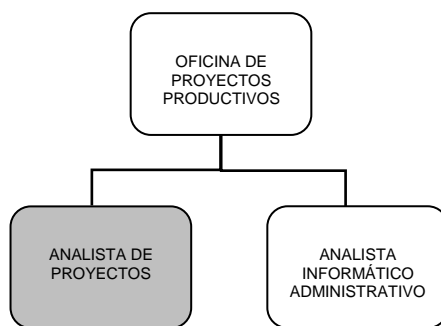 OFICINA DE
PROYECTOS
PRODUCTIVOS
ANALISTA DE
PROYECTOS
ANALISTA
INFORMÁTICO
ADMINISTRATIVO